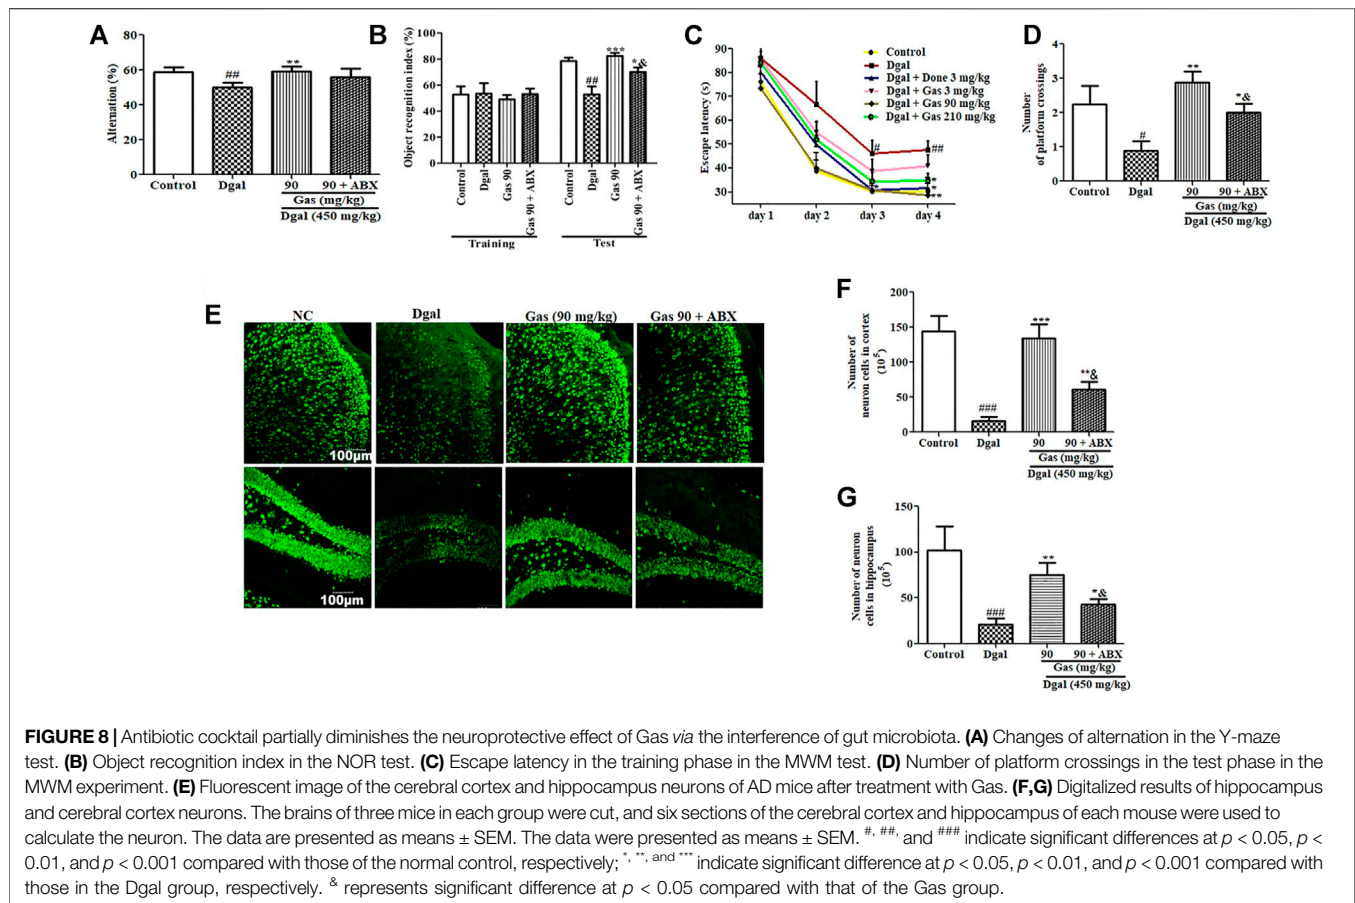 A
Alternation (%)
80
60
40
20
0
##
**
Control
Dgal
90
90 + ABX
Gas (mg/kg)
Dgal (450 mg/kg)
B
Object recognition index (%)
100
80
60
40
20
0
##
***
*&
Control
Dgal
Gas 90
Gas 90 + ABX
Control
Dgal
Gas 90
Gas 90 + ABX
Training
Test
C
Escape latency (s)
90
80
70
60
50
40
30
Control
Dgal
Dgal + Done 3 mg/kg
Dgal + Gas 3 mg/kg
Dgal + Gas 90 mg/kg
Dgal + Gas 210 mg/kg
#
##
*
*
*
**
day 1
day 2
day 3
day 4
D
Number
of platform crossings
4
3
2
1
0
#
**
*&
Control
Dgal
90
90 + ABX
Gas (mg/kg)
Dgal (450 mg/kg)
E
NC
Dgal
Gas (90 mg/kg)
Gas 90 + ABX
100μm
100μm
F
Number of
neuron cells in cortex
(10⁵)
200
150
100
50
0
###
***
**&
Control
Dgal
90
90 + ABX
Gas (mg/kg)
Dgal (450 mg/kg)
G
Number of neuron
cells in hippocampus
(10⁵)
150
100
50
0
###
**
*&
Control
Dgal
90
90 + ABX
Gas (mg/kg)
Dgal (450 mg/kg)
FIGURE 8 | Antibiotic cocktail partially diminishes the neuroprotective effect of Gas via the interference of gut microbiota. (A) Changes of alternation in the Y-maze
test. (B) Object recognition index in the NOR test. (C) Escape latency in the training phase in the MWM test. (D) Number of platform crossings in the test phase in the
MWM experiment. (E) Fluorescent image of the cerebral cortex and hippocampus neurons of AD mice after treatment with Gas. (F,G) Digitalized results of hippocampus
and cerebral cortex neurons. The brains of three mice in each group were cut, and six sections of the cerebral cortex and hippocampus of each mouse were used to
calculate the neuron. The data are presented as means ± SEM. The data were presented as means ± SEM. #, ##, and ### indicate significant differences at p < 0.05, p <
0.01, and p < 0.001 compared with those of the normal control, respectively; *, **, and *** indicate significant difference at p < 0.05, p < 0.01, and p < 0.001 compared with
those in the Dgal group, respectively. & represents significant difference at p < 0.05 compared with that of the Gas group.